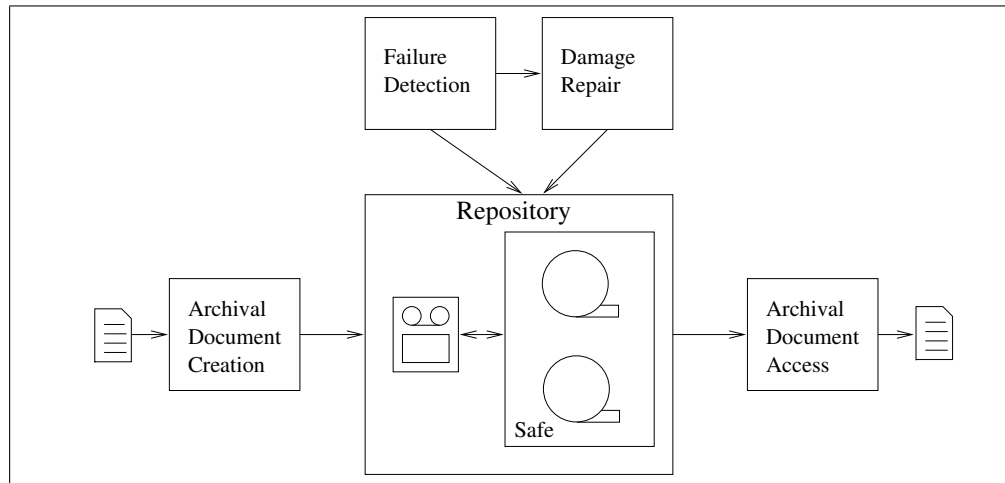 Failure
Detection
Damage
Repair
Repository
Archival
Document
Creation
Safe
Archival
Document
Access